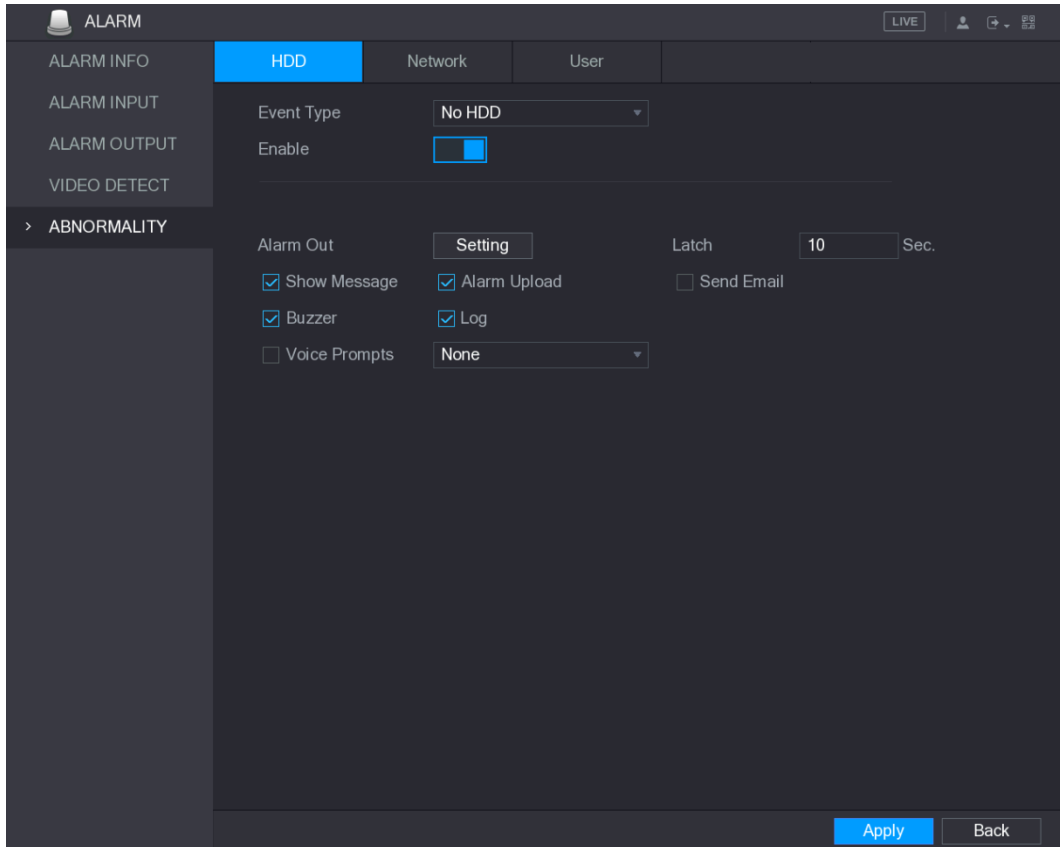 ALARM
LIVE
ALARM INFO
ALARM INPUT
ALARM OUTPUT
VIDEO DETECT
> ABNORMALITY
HDD Network User
Event Type No HDD
Enable
Alarm Out Setting Latch 10 Sec.
Show Message Alarm Upload Send Email
Buzzer Log
Voice Prompts None
Apply Back